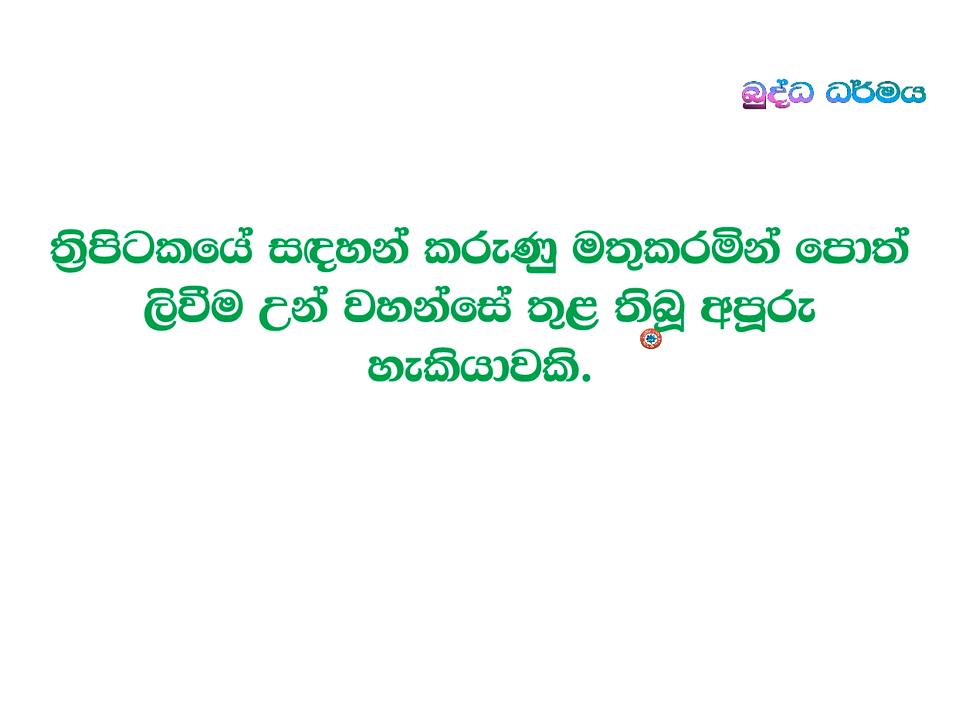 බුද්ධ ධර්මය
ත්‍රිපිටකයේ සඳහන් කරුණු මතුකරමින් පොත්
ලිවීම උන් වහන්සේ තුළ තිබූ අපූරු
හැකියාවකි.